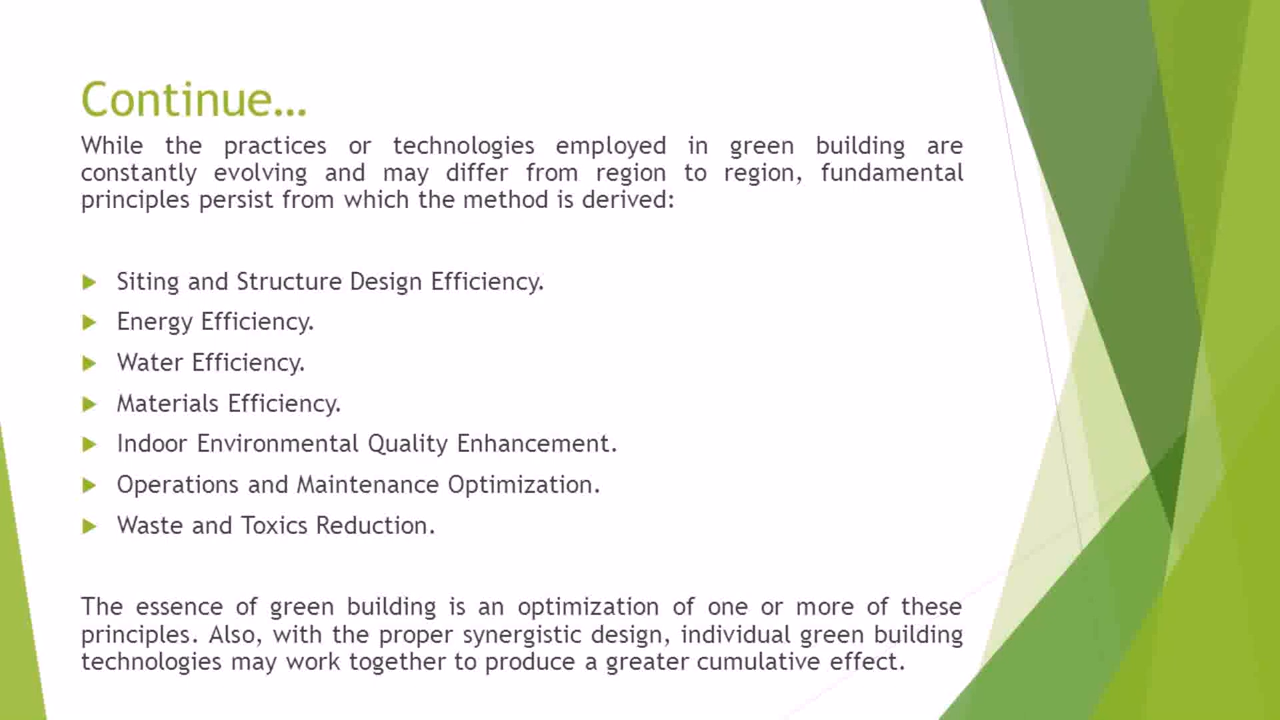 Continue…
While the practices or technologies employed in green building are
constantly evolving and may differ from region to region, fundamental
principles persist from which the method is derived:
Siting and Structure Design Efficiency.
Energy Efficiency.
Water Efficiency.
Materials Efficiency.
Indoor Environmental Quality Enhancement.
Operations and Maintenance Optimization.
Waste and Toxics Reduction.
The essence of green building is an optimization of one or more of these
principles. Also, with the proper synergistic design, individual green building
technologies may work together to produce a greater cumulative effect.